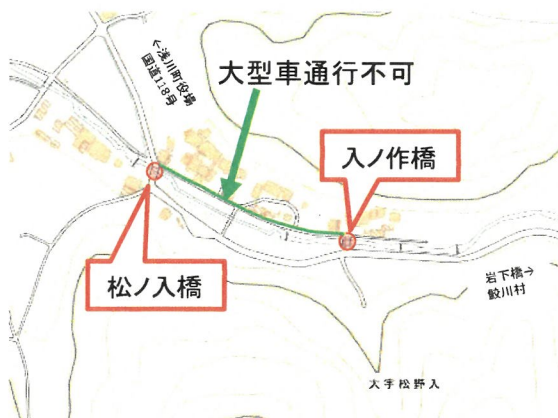 ←浅川町役場
国道118号
大型車通行不可
入ノ作橋
松ノ入橋
岩下橋→
鮫川村
大字松野入